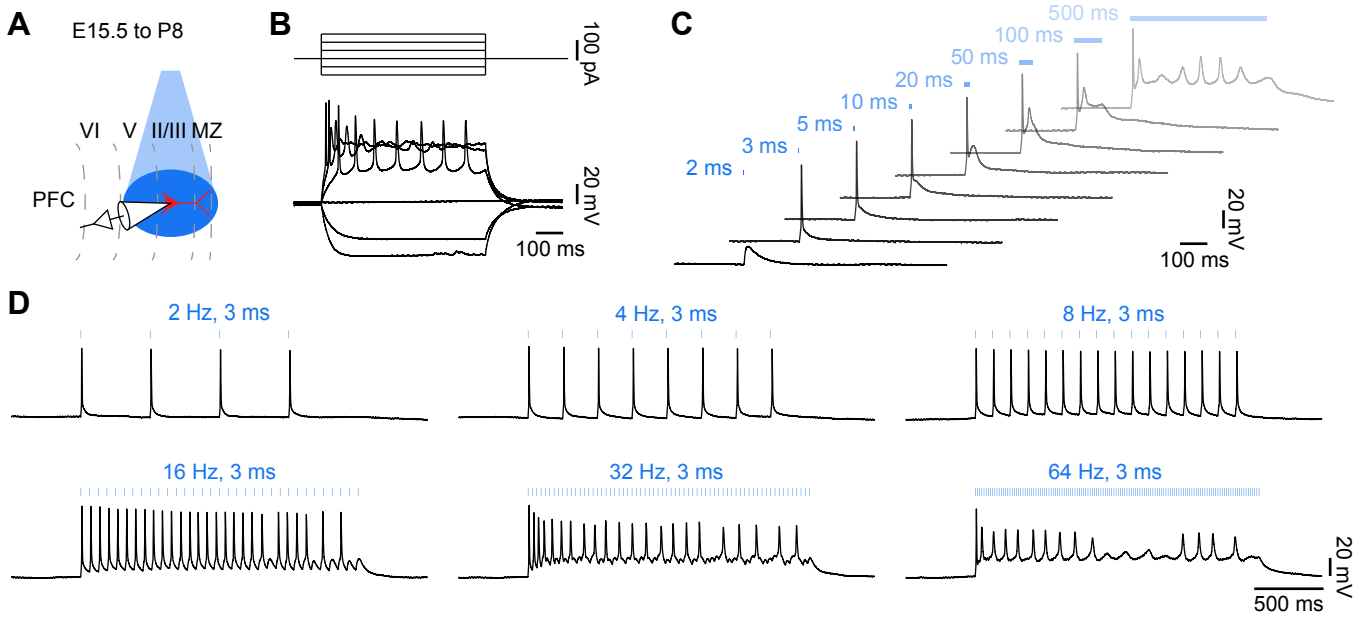 A
E15.5 to P8
VI V II/III MZ
PFC
B
100 pA
20 mV
100 ms
C
500 ms
100 ms
50 ms
20 ms
10 ms
5 ms
3 ms
2 ms
20 mV
100 ms
D
2 Hz, 3 ms
4 Hz, 3 ms
8 Hz, 3 ms
16 Hz, 3 ms
32 Hz, 3 ms
64 Hz, 3 ms
20 mV
500 ms